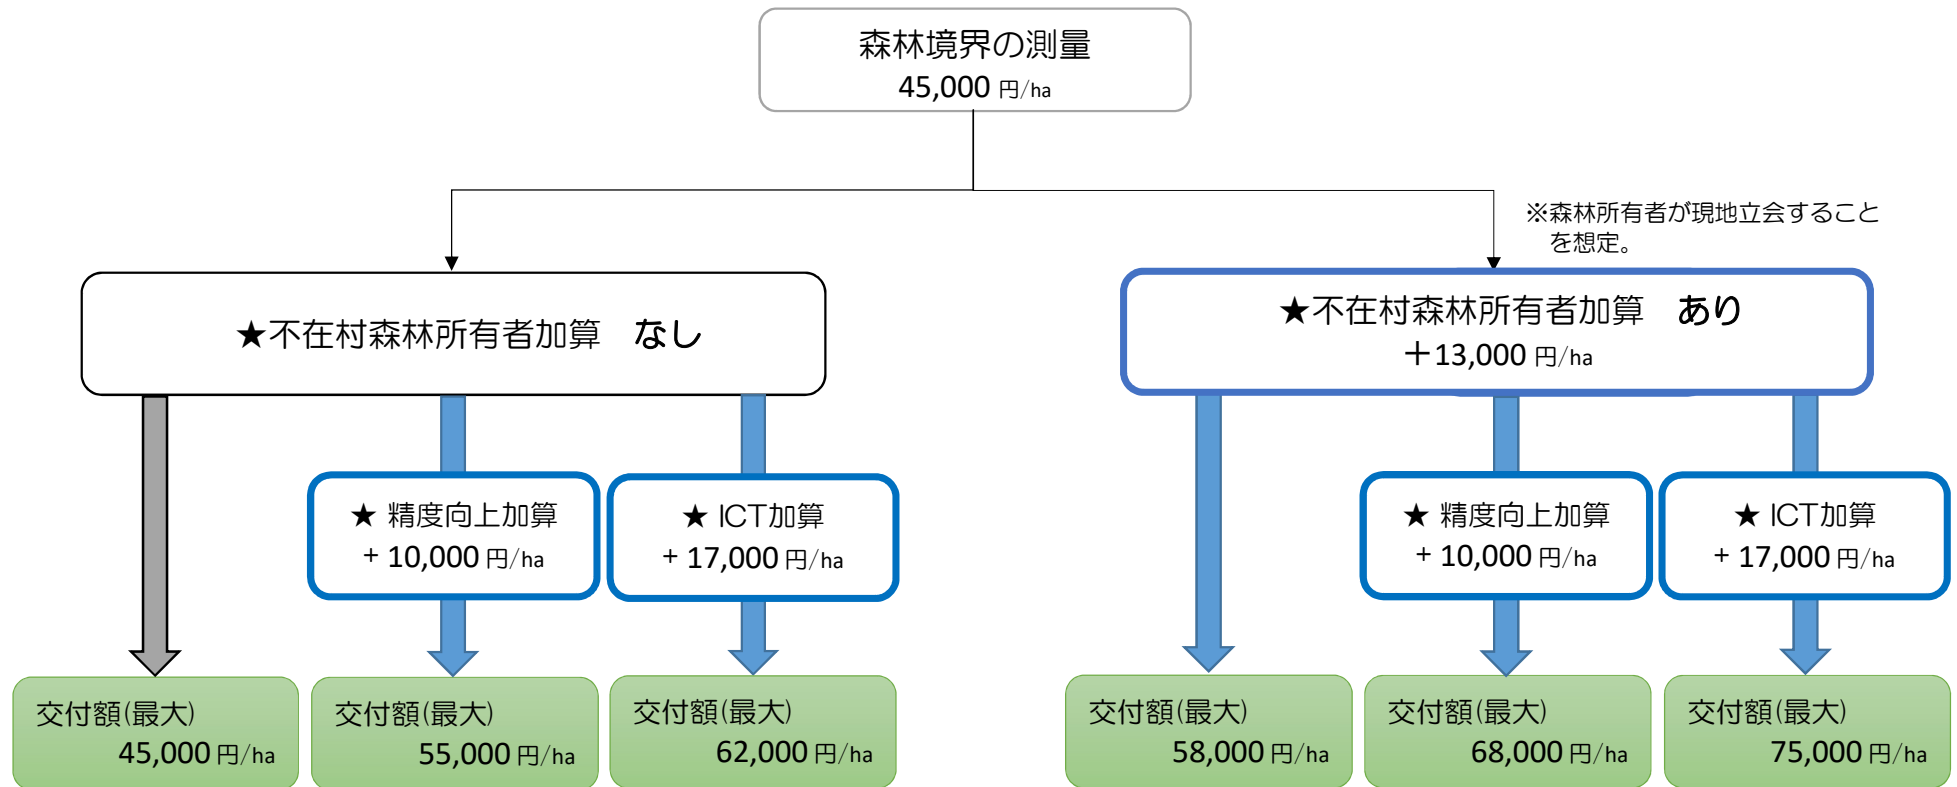 森林境界の測量
45,000 円/ha
※森林所有者が現地立会すること
を想定。
★不在村森林所有者加算 なし
★不在村森林所有者加算 あり
＋13,000 円/ha
★ 精度向上加算
+ 10,000 円/ha
★ ICT加算
+ 17,000 円/ha
★ 精度向上加算
+ 10,000 円/ha
★ ICT加算
+ 17,000 円/ha
交付額(最大)
45,000 円/ha
交付額(最大)
55,000 円/ha
交付額(最大)
62,000 円/ha
交付額(最大)
58,000 円/ha
交付額(最大)
68,000 円/ha
交付額(最大)
75,000 円/ha